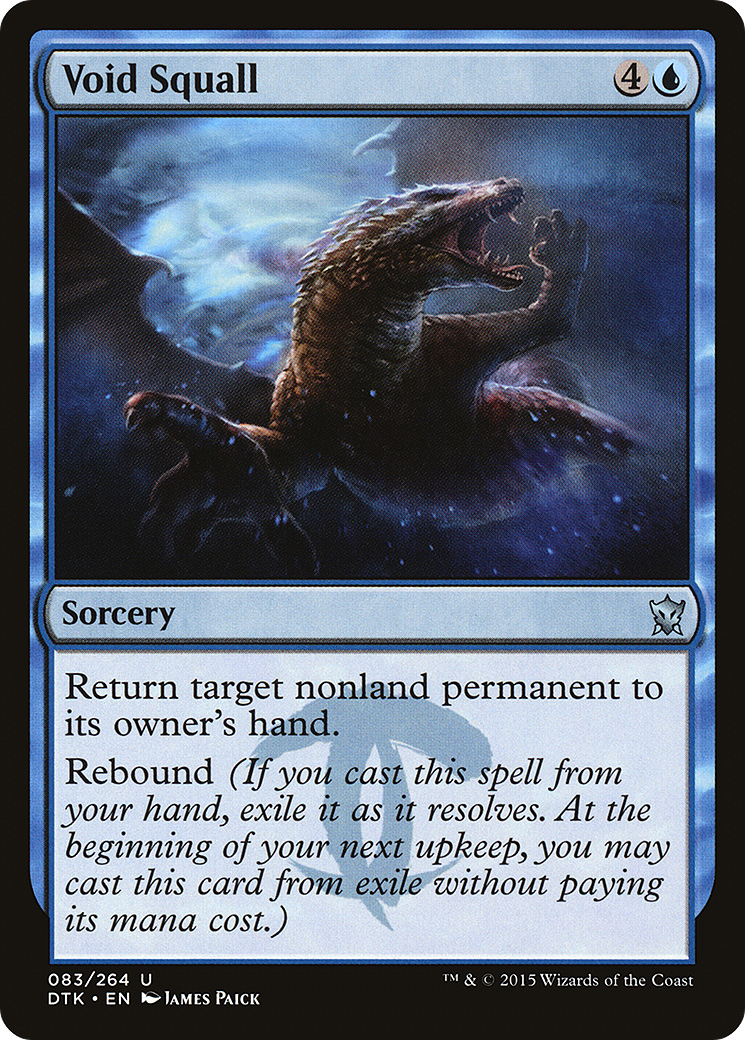 Void Squall 4
Sorcery
Return target nonland permanent to
its owner's hand.
Rebound (If you cast this spell from
your hand, exile it as it resolves. At the
beginning of your next upkeep, you may
cast this card from exile without paying
its mana cost.)
083/264 U
DTK • EN James Paick
™ & © 2015 Wizards of the Coast